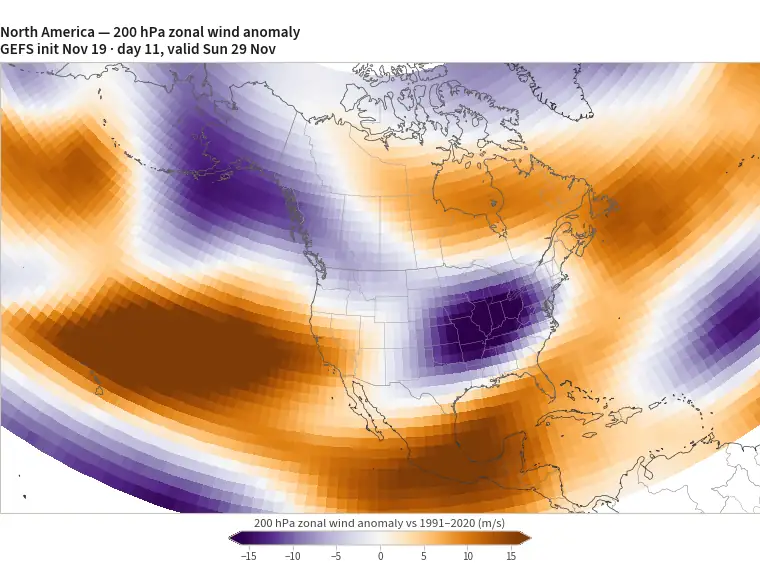 North America — 200 hPa zonal wind anomaly
GEFS init Nov 19 · day 11, valid Sun 29 Nov
200 hPa zonal wind anomaly vs 1991–2020 (m/s)
−15 −10 −5 0 5 10 15